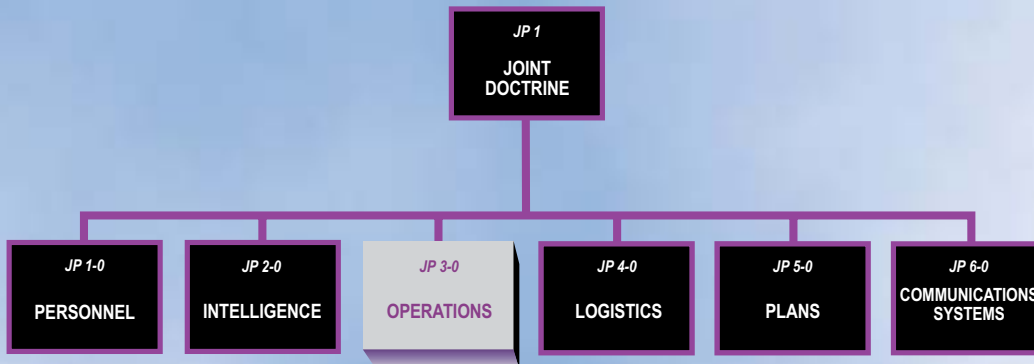 JP 1
JOINT
DOCTRINE
JP 1-0
PERSONNEL
JP 2-0
INTELLIGENCE
JP 3-0
OPERATIONS
JP 4-0
LOGISTICS
JP 5-0
PLANS
JP 6-0
COMMUNICATIONS
SYSTEMS